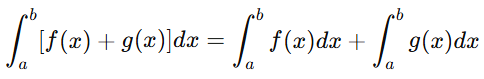 ∫_a^b [f(x) + g(x)]dx = ∫_a^b f(x)dx + ∫_a^b g(x)dx